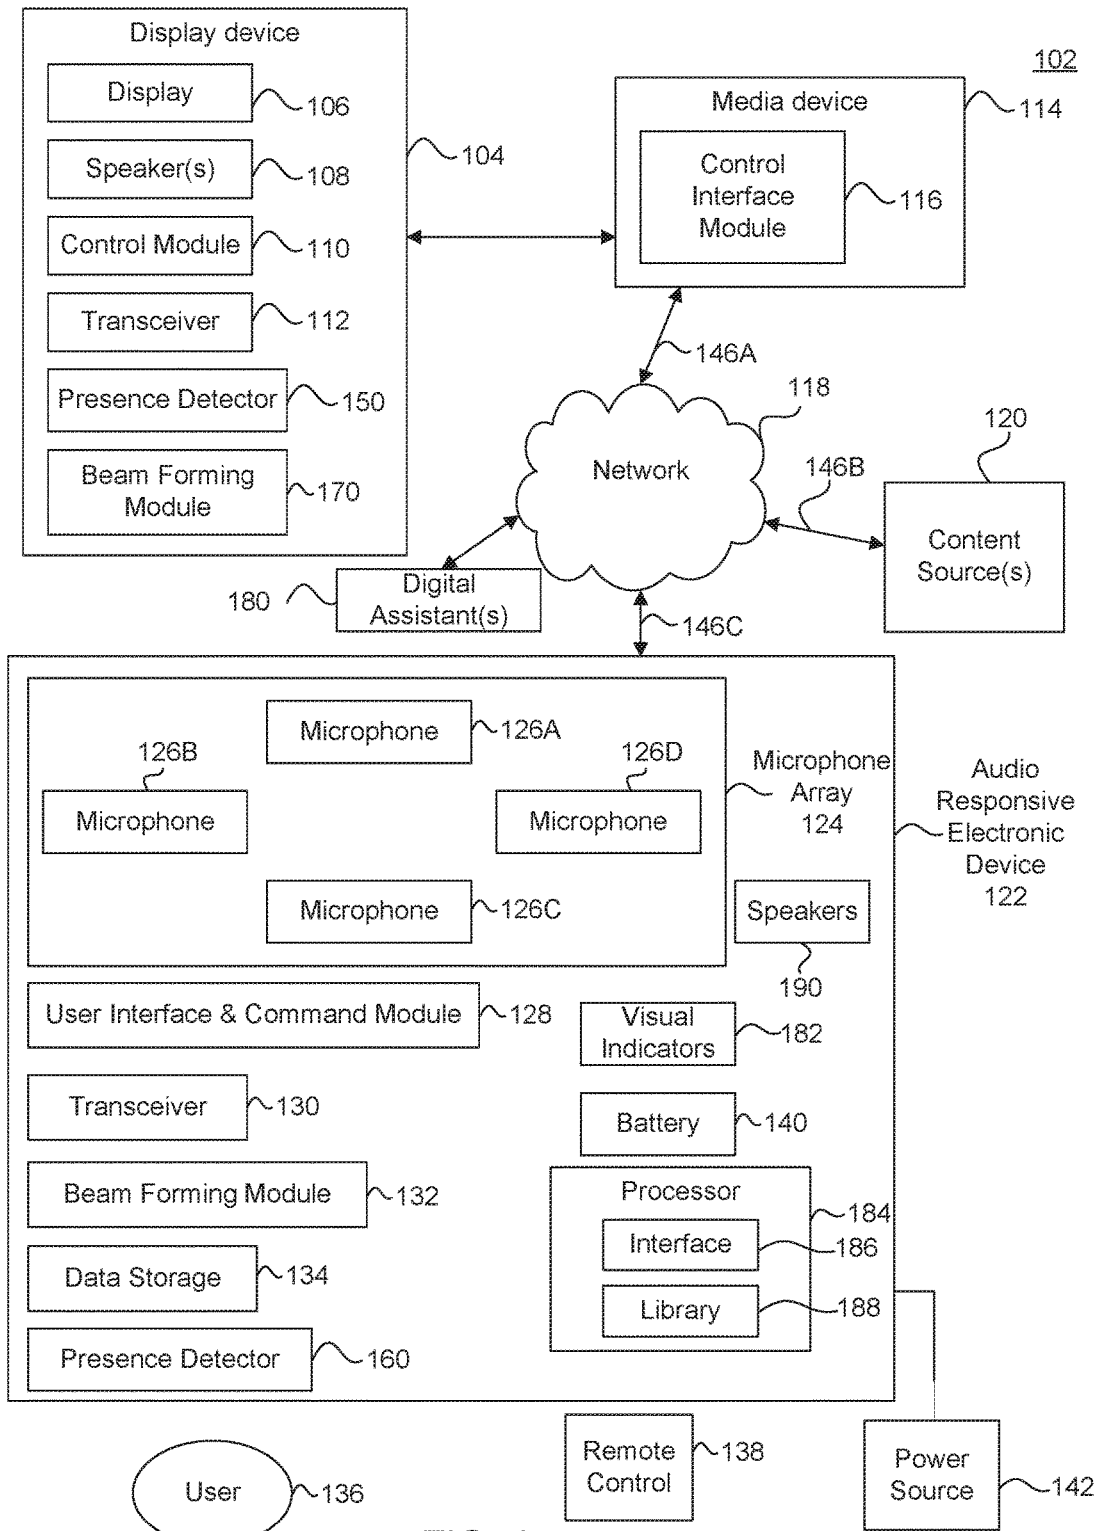 Display device
Display
106
Speaker(s)
108
Control Module
110
Transceiver
112
Presence Detector
150
Beam Forming
Module
170
104
102
Media device
114
Control
Interface
Module
116
146A
118
Network
120
146B
Content
Source(s)
180
Digital
Assistant(s)
146C
Microphone
126A
126B
Microphone
126D
Microphone
Microphone
126C
Microphone
Array
124
Audio
Responsive
Electronic
Device
122
Speakers
190
User Interface & Command Module
128
Visual
Indicators
182
Transceiver
130
Battery
140
Beam Forming Module
132
Processor
184
Interface
186
Library
188
Data Storage
134
Presence Detector
160
User
136
Remote
Control
138
Power
Source
142